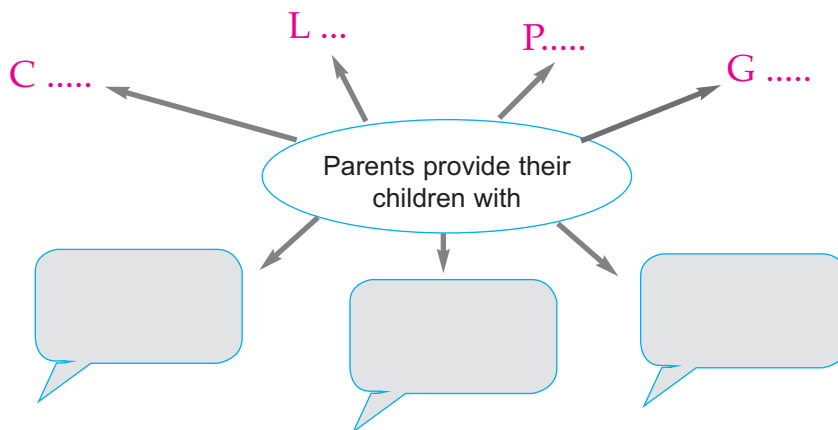 L ...
P.....
C .....
G .....
Parents provide their
children with